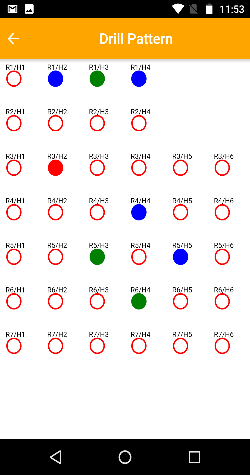 11:53
Drill Pattern
R1/H1 R1/H2 R1/H3 R1/H4
R2/H1 R2/H2 R2/H3 R2/H4
R3/H1 R3/H2 R3/H3 R3/H4 R3/H5 R3/H6
R4/H1 R4/H2 R4/H3 R4/H4 R4/H5 R4/H6
R5/H1 R5/H2 R5/H3 R5/H4 R5/H5 R5/H6
R6/H1 R6/H2 R6/H3 R6/H4 R6/H5 R6/H6
R7/H1 R7/H2 R7/H3 R7/H4 R7/H5 R7/H6